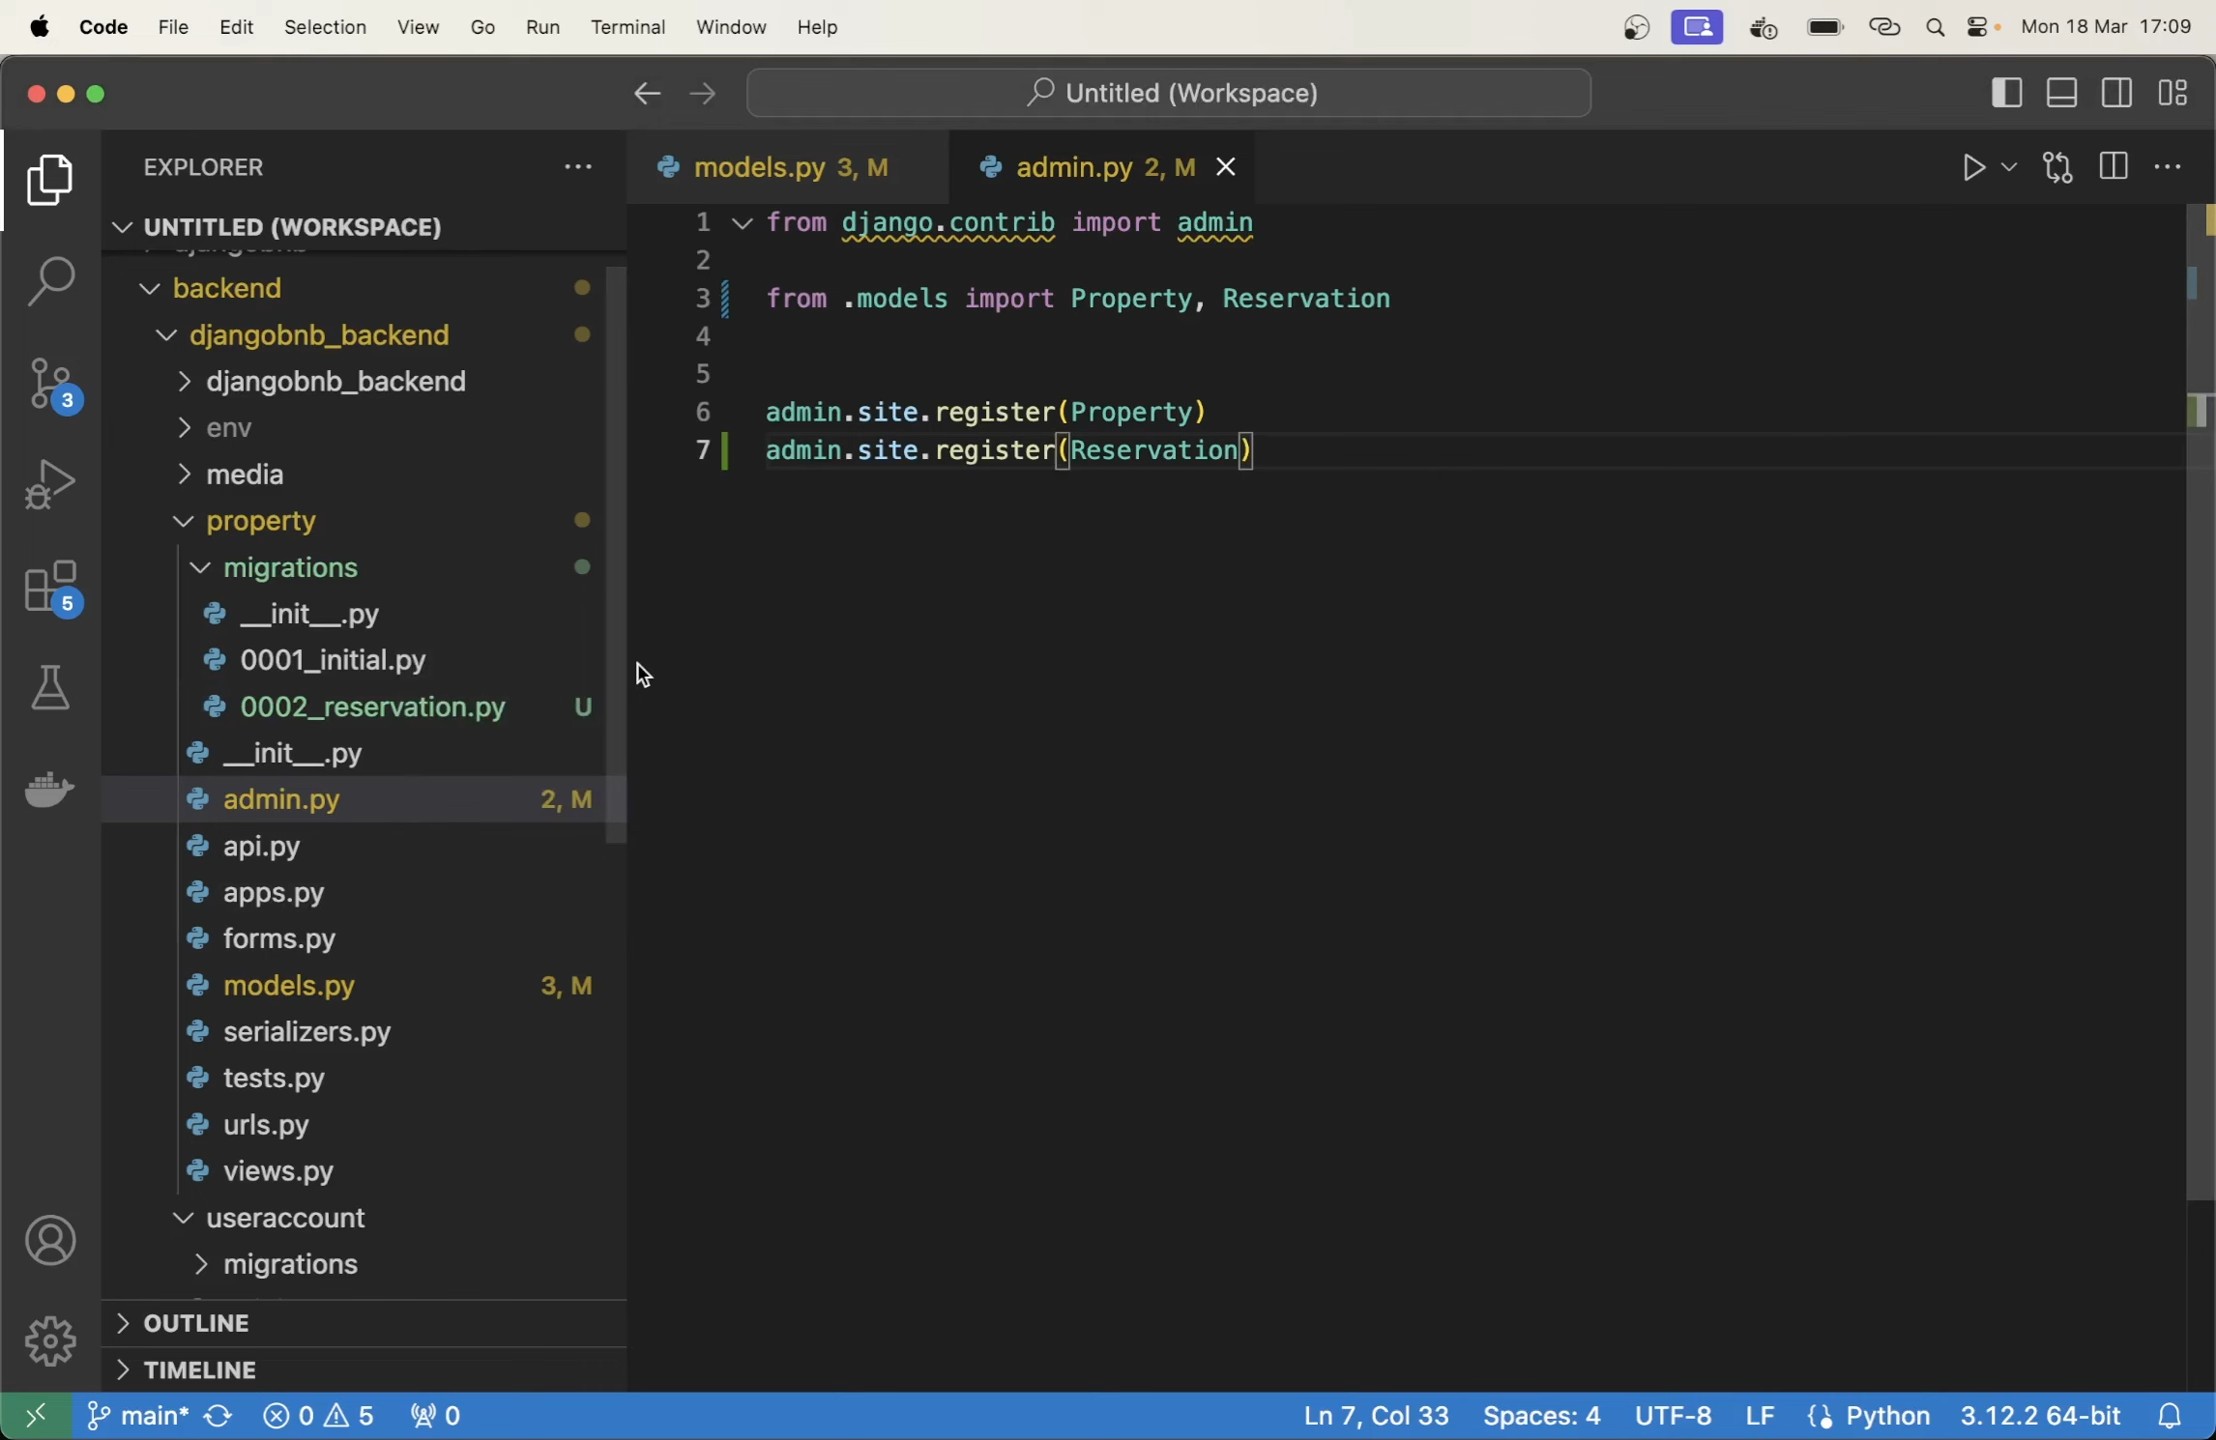 Code File Edit Selection View Go Run Terminal Window Help Mon 18 Mar 17:09
Untitled (Workspace)
EXPLORER
models.py 3, M
admin.py 2, M
UNTITLED (WORKSPACE)
djangobnb
backend
djangobnb_backend
djangobnb_backend
env
media
property
migrations
__init__.py
0001_initial.py
0002_reservation.py U
__init__.py
admin.py 2, M
api.py
apps.py
forms.py
models.py 3, M
serializers.py
tests.py
urls.py
views.py
useraccount
migrations
OUTLINE
TIMELINE
3
5
1 from django.contrib import admin
2
3 from .models import Property, Reservation
4
5
6 admin.site.register(Property)
7 admin.site.register(Reservation)
main* 0 5 0 Ln 7, Col 33 Spaces: 4 UTF-8 LF Python 3.12.2 64-bit